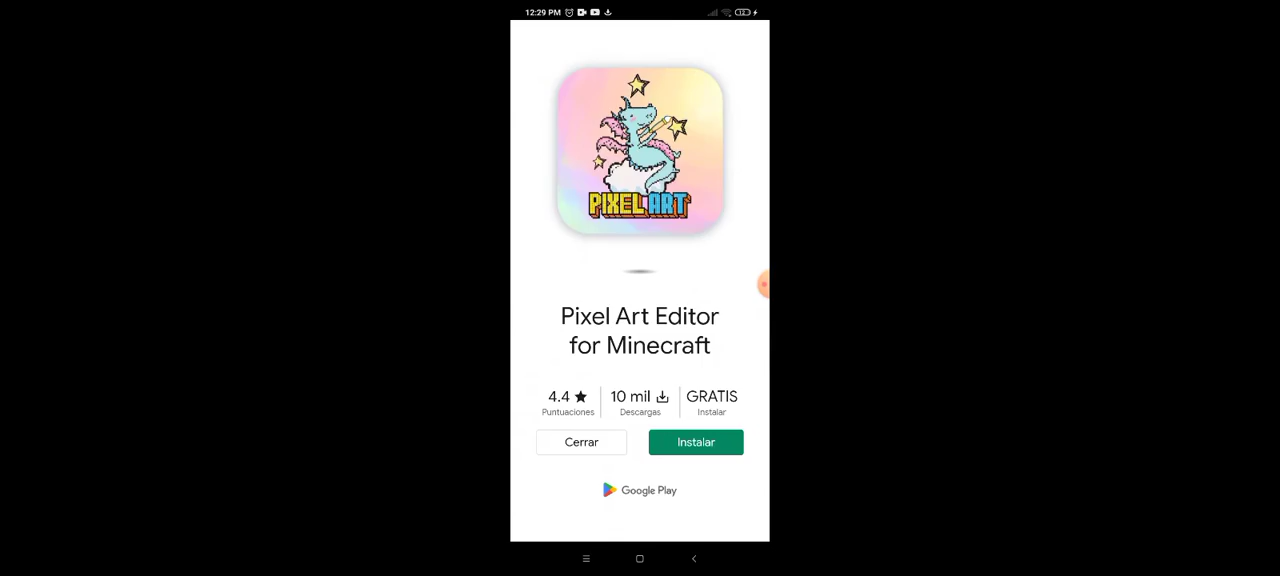 12:29 PM
12
PIXEL ART
Pixel Art Editor
for Minecraft
4.4 ★ 10 mil GRATIS
Puntuaciones Descargas Instalar
Cerrar Instalar
Google Play